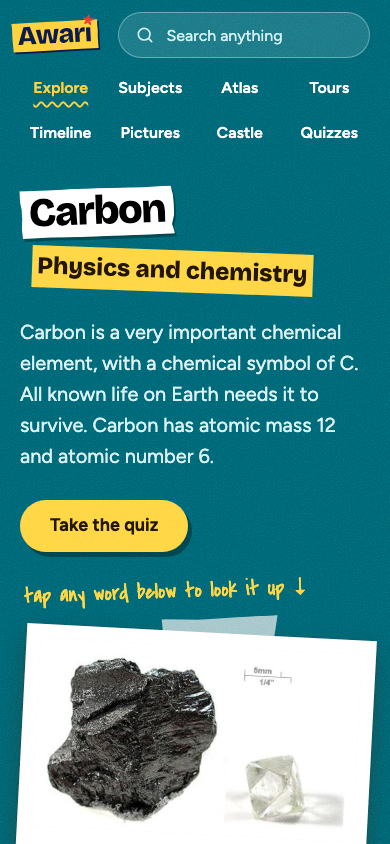 Awari
Search anything
Explore Subjects Atlas Tours
Timeline Pictures Castle Quizzes
Carbon
Physics and chemistry
Carbon is a very important chemical
element, with a chemical symbol of C.
All known life on Earth needs it to
survive. Carbon has atomic mass 12
and atomic number 6.
Take the quiz
tap any word below to look it up ↓
5mm
1/4"